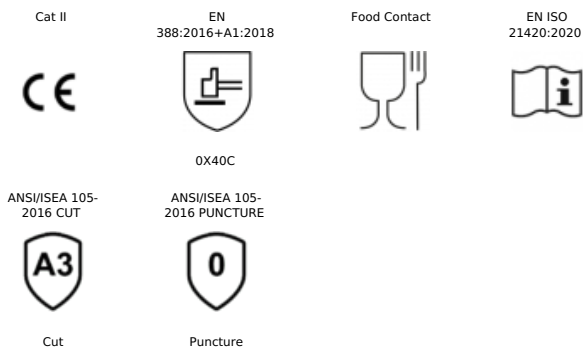 Cat II
EN
388:2016+A1:2018
Food Contact
EN ISO
21420:2020
CE
i
0X40C
ANSI/ISEA 105-
2016 CUT
ANSI/ISEA 105-
2016 PUNCTURE
A3
0
Cut
Puncture